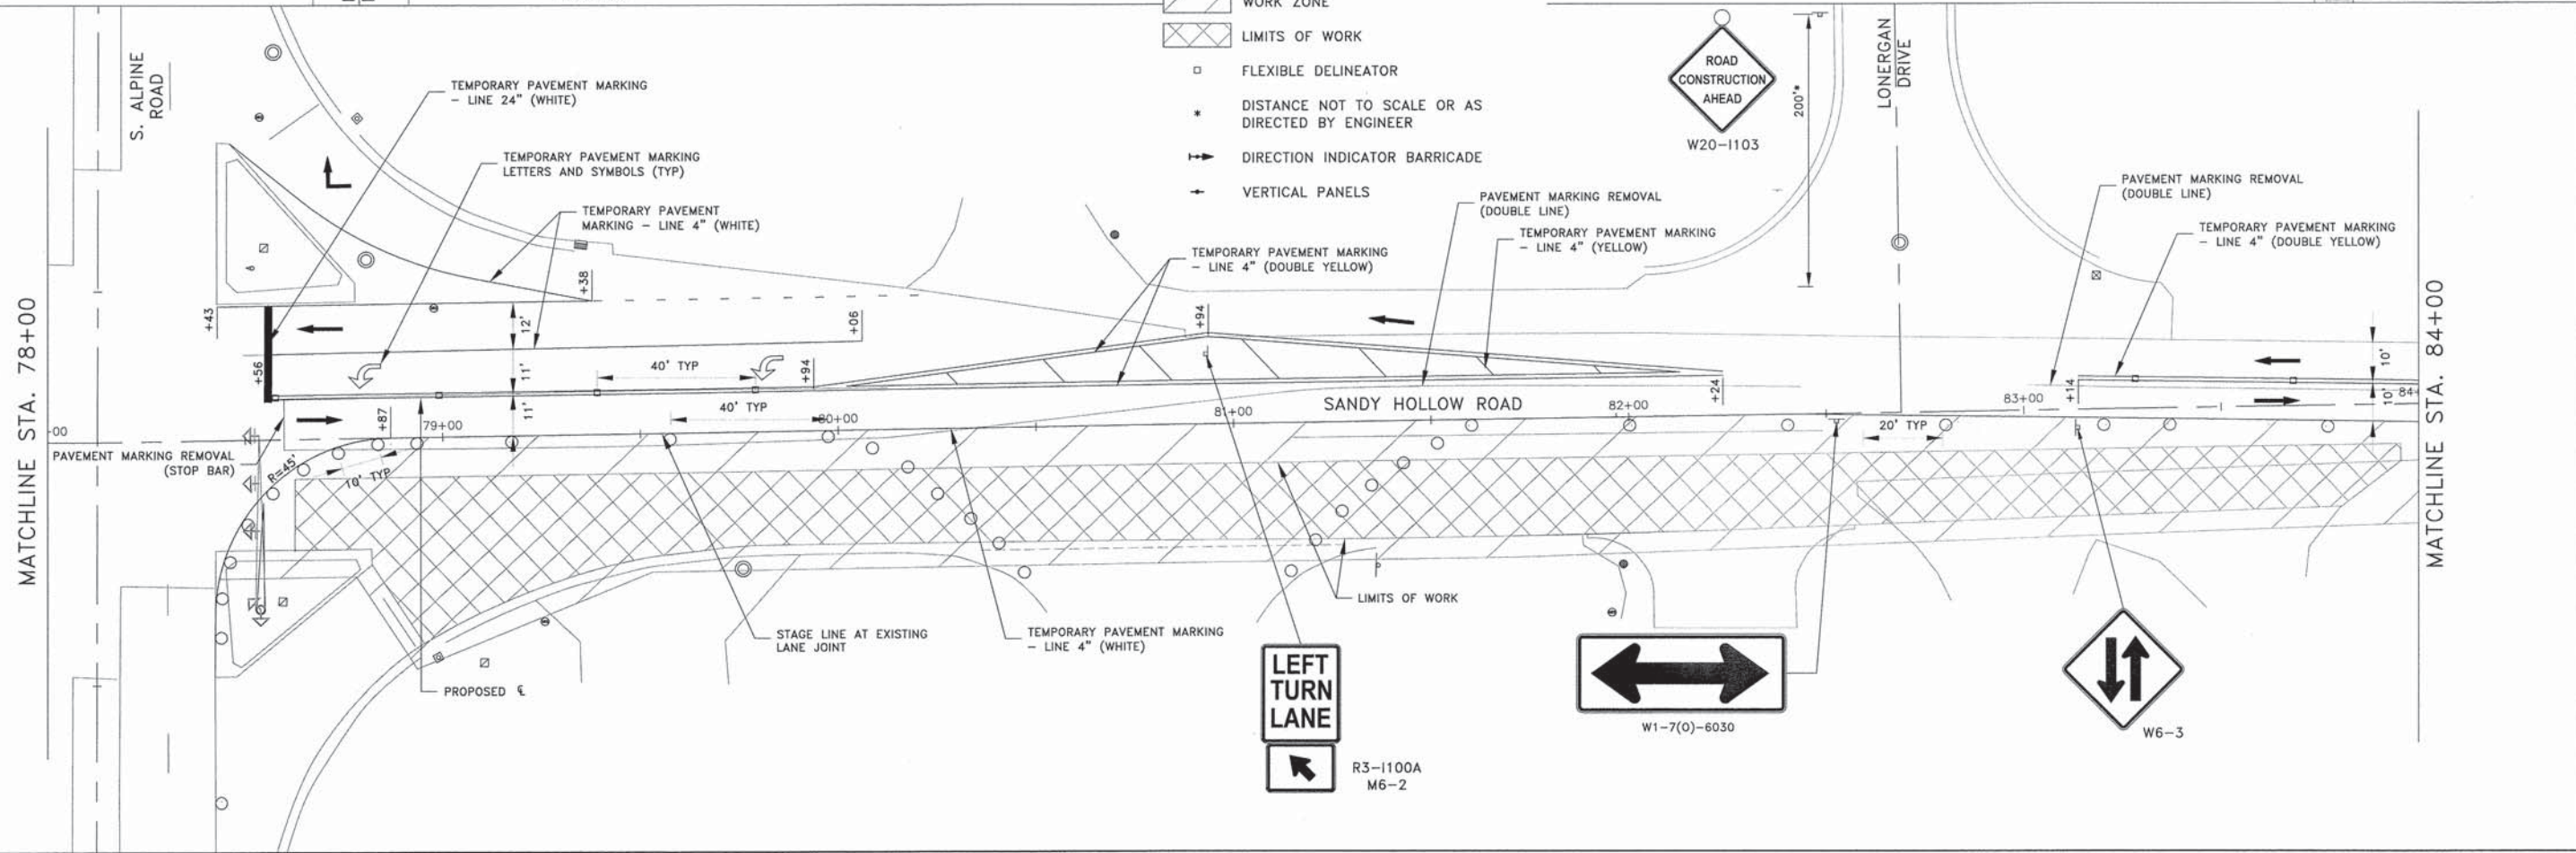 WORK ZONE
LIMITS OF WORK
FLEXIBLE DELINEATOR
* DISTANCE NOT TO SCALE OR AS
DIRECTED BY ENGINEER
DIRECTION INDICATOR BARRICADE
VERTICAL PANELS
S. ALPINE
ROAD
TEMPORARY PAVEMENT MARKING
- LINE 24" (WHITE)
TEMPORARY PAVEMENT MARKING
LETTERS AND SYMBOLS (TYP)
TEMPORARY PAVEMENT
MARKING - LINE 4" (WHITE)
TEMPORARY PAVEMENT MARKING
- LINE 4" (DOUBLE YELLOW)
PAVEMENT MARKING REMOVAL
(DOUBLE LINE)
TEMPORARY PAVEMENT MARKING
- LINE 4" (YELLOW)
ROAD
CONSTRUCTION
AHEAD
W20-I103
200'*
LONERGAN
DRIVE
PAVEMENT MARKING REMOVAL
(DOUBLE LINE)
TEMPORARY PAVEMENT MARKING
- LINE 4" (DOUBLE YELLOW)
MATCHLINE STA. 78+00
MATCHLINE STA. 84+00
+43
+56
+38
12'
11'
11'
+06
+94
+94
40' TYP
40' TYP
+24
+14
10'
10'
+87
-00
79+00
80+00
81+00
SANDY HOLLOW ROAD
82+00
83+00
84+
20' TYP
PAVEMENT MARKING REMOVAL
(STOP BAR)
R=45'
10' TYP
STAGE LINE AT EXISTING
LANE JOINT
TEMPORARY PAVEMENT MARKING
- LINE 4" (WHITE)
LIMITS OF WORK
PROPOSED ℄
LEFT
TURN
LANE
R3-I100A
M6-2
W1-7(O)-6030
W6-3